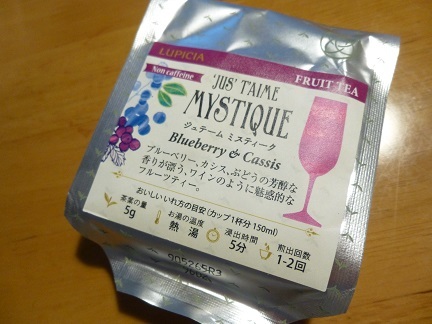 LUPICIA
Non caffeine
FRUIT TEA
'JUS' T'AIME
MYSTIQUE
ジュテーム ミスティーク
Blueberry & Cassis
ブルーベリー、カシス、ぶどうの芳醇な
香りが漂う、ワインのように魅惑的な
フルーツティー。
おいしいいれ方の目安(カップ1杯分 150ml)
茶葉の量 お湯の温度 浸出時間 煎出回数
5g 熱湯 5分 1-2回